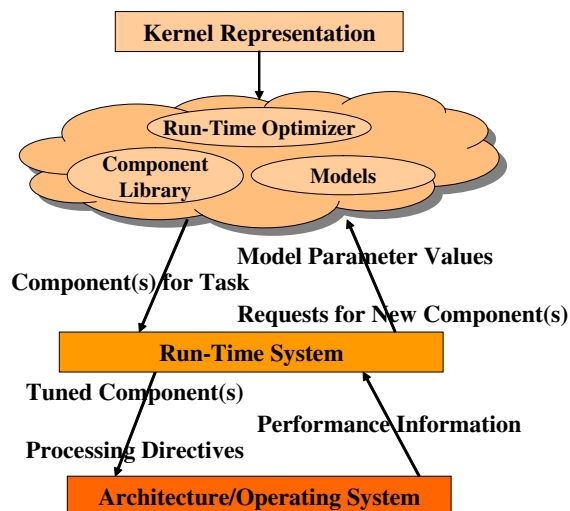 Kernel Representation
Run-Time Optimizer
Component
Library
Models
Model Parameter Values
Component(s) for Task
Requests for New Component(s)
Run-Time System
Tuned Component(s)
Performance Information
Processing Directives
Architecture/Operating System